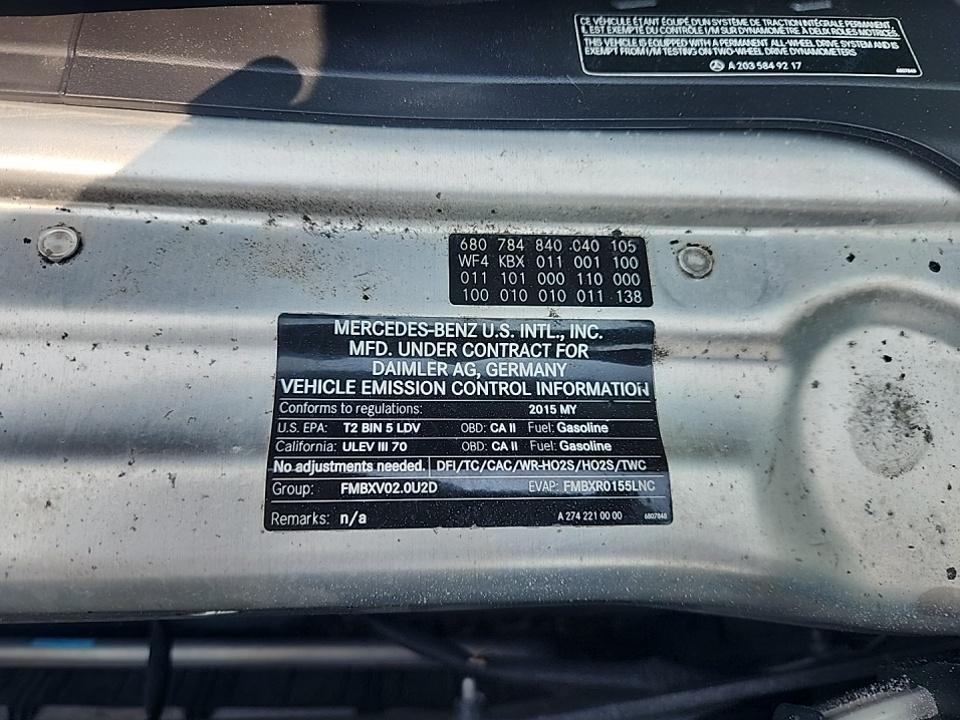 CE VÉHICULE ÉTANT ÉQUIPÉ D'UN SYSTÈME DE TRACTION INTÉGRALE PERMANENT,
IL EST EXEMPTÉ DU CONTRÔLE I/M SUR DYNAMOMÈTRE À DEUX ROUES MOTRICES.
THIS VEHICLE IS EQUIPPED WITH A PERMANENT ALL-WHEEL DRIVE SYSTEM AND IS
EXEMPT FROM I/M TESTING ON TWO-WHEEL DRIVE DYNAMOMETERS.
A 203 584 92 17 6807848
680 784 840 040 105
WF4 KBX 011 001 100
011 101 000 110 000
100 010 010 011 138
MERCEDES-BENZ U.S. INTL., INC.
MFD. UNDER CONTRACT FOR
DAIMLER AG, GERMANY
VEHICLE EMISSION CONTROL INFORMATION
Conforms to regulations: 2015 MY
U.S. EPA: T2 BIN 5 LDV OBD: CA II Fuel: Gasoline
California: ULEV III 70 OBD: CA II Fuel: Gasoline
No adjustments needed. DFI/TC/CAC/WR-HO2S/HO2S/TWC
Group: FMBXV02.0U2D EVAP: FMBXR0155LNC
Remarks: n/a A 274 221 00 00 6807848